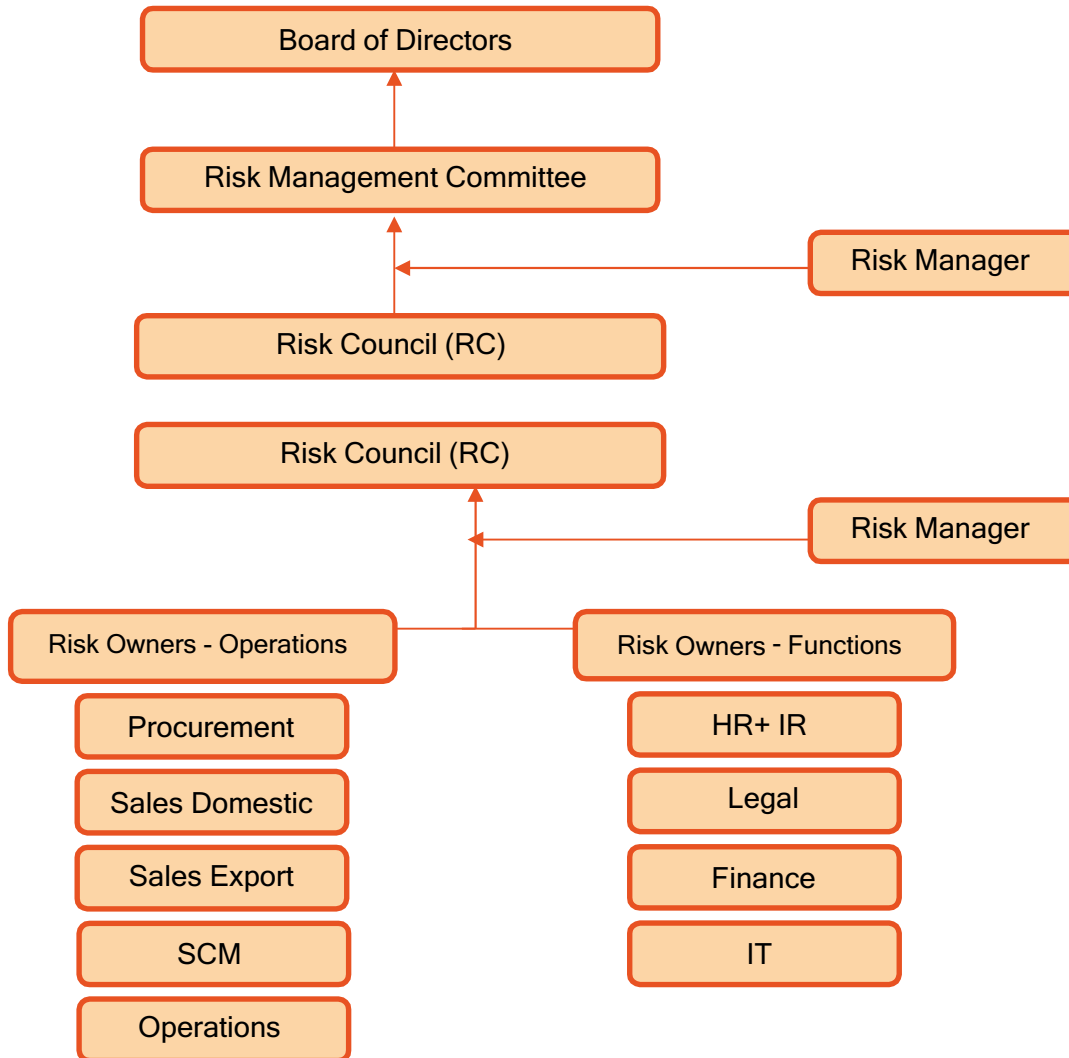 Board of Directors
Risk Management Committee
Risk Manager
Risk Council (RC)
Risk Council (RC)
Risk Manager
Risk Owners - Operations
Risk Owners - Functions
Procurement
HR+ IR
Sales Domestic
Legal
Sales Export
Finance
SCM
IT
Operations